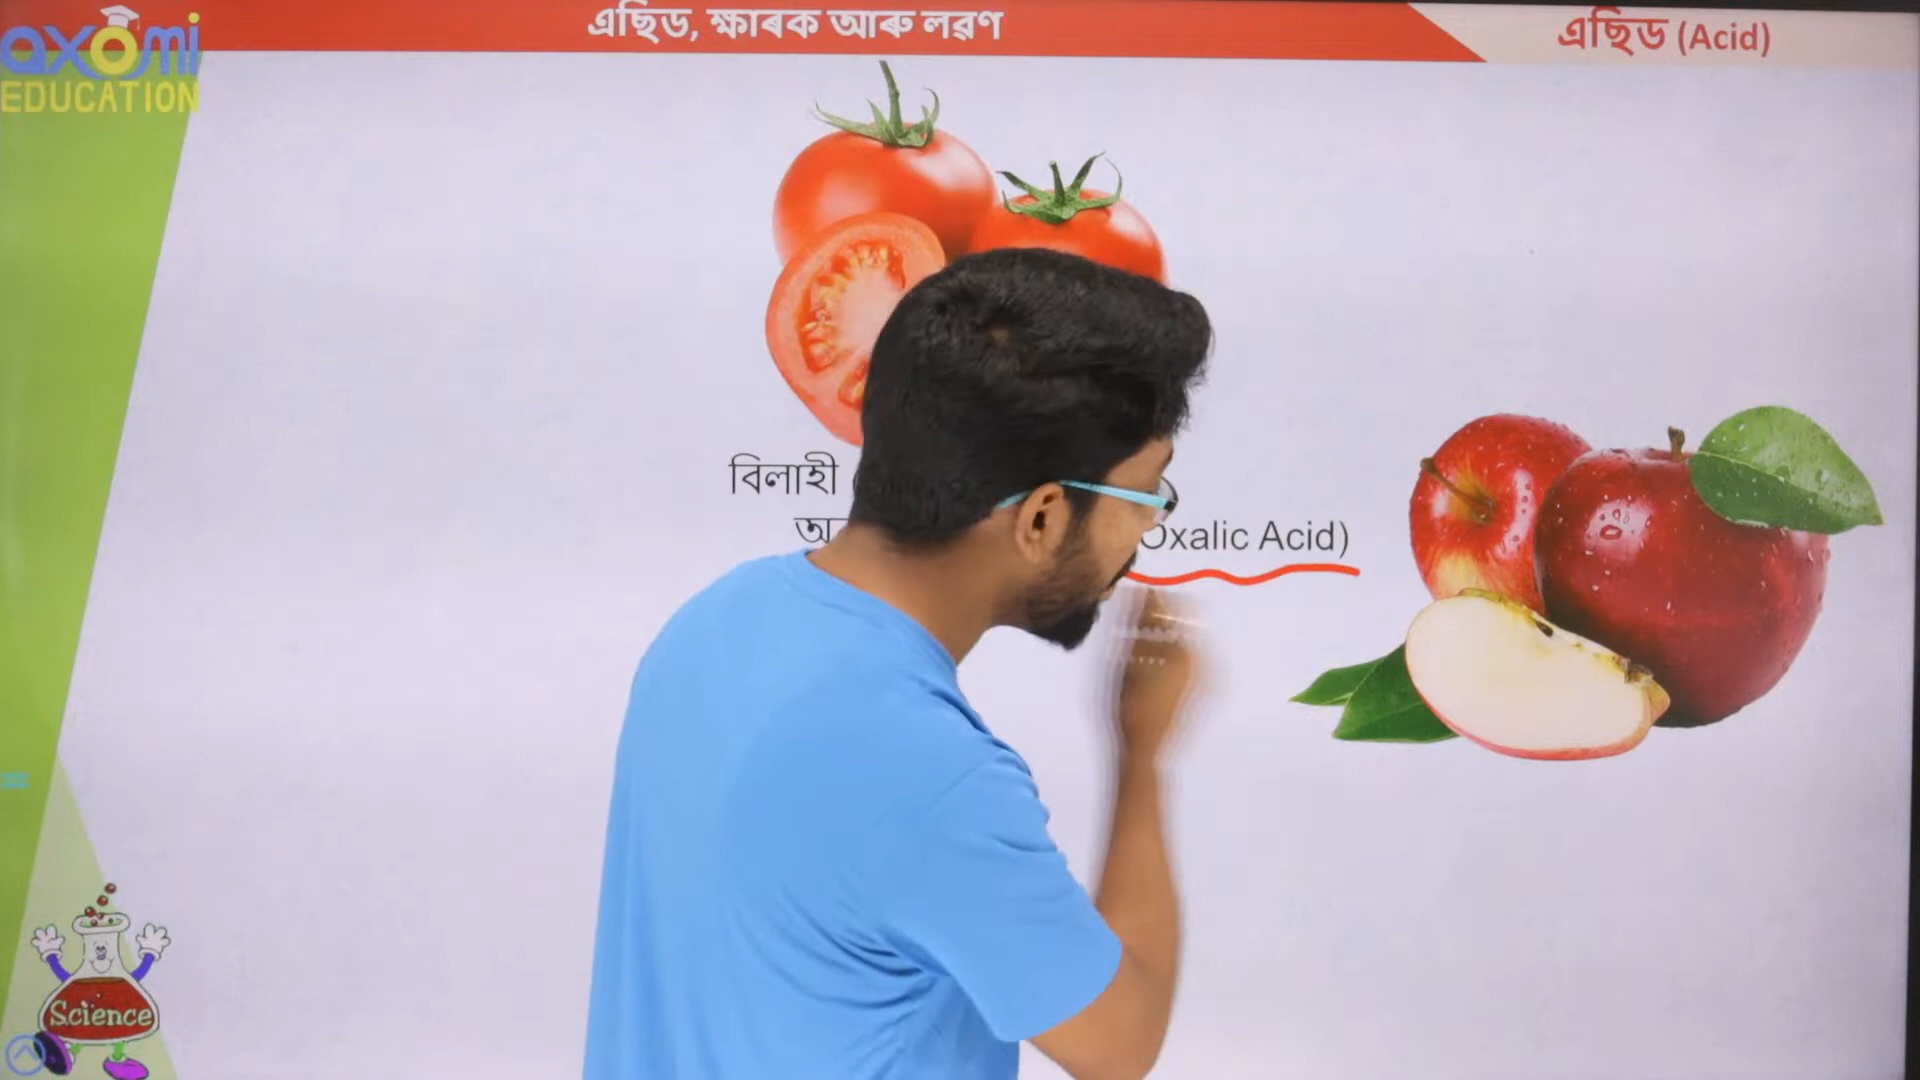 axomi
EDUCATION
এছিড, ক্ষাৰক আৰু লৱণ
এছিড (Acid)
বিলাহী
Oxalic Acid)
Science